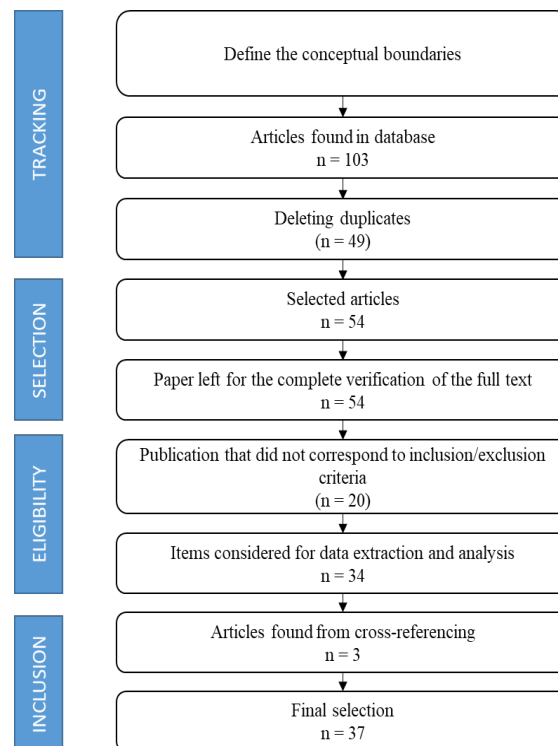 TRACKING
Define the conceptual boundaries
Articles found in database
n = 103
Deleting duplicates
(n = 49)
SELECTION
Selected articles
n = 54
Paper left for the complete verification of the full text
n = 54
ELIGIBILITY
Publication that did not correspond to inclusion/exclusion
criteria
(n = 20)
Items considered for data extraction and analysis
n = 34
INCLUSION
Articles found from cross-referencing
n = 3
Final selection
n = 37